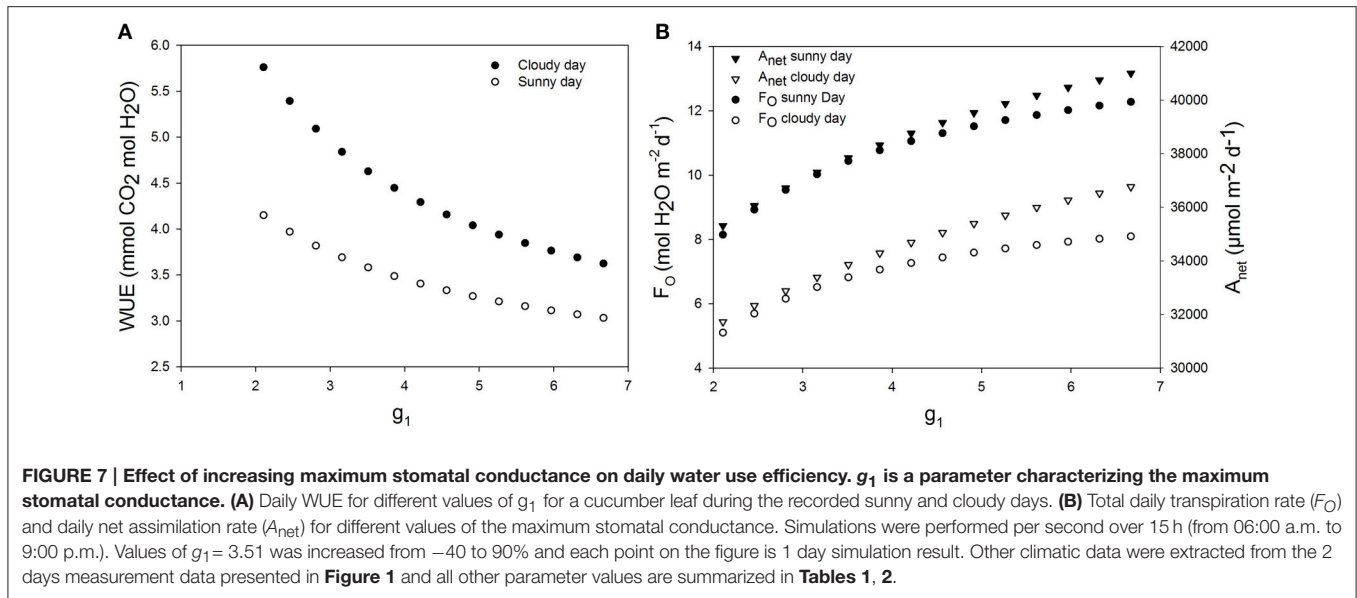 A
6.0
5.5
5.0
4.5
4.0
3.5
3.0
2.5
WUE (mmol CO2 mol H2O)
Cloudy day
Sunny day
1 2 3 4 5 6 7
g1
B
14
12
10
8
6
4
FO (mol H2O m-2 d-1)
Anet sunny day
Anet cloudy day
FO sunny Day
FO cloudy day
42000
40000
38000
36000
34000
32000
30000
Anet (µmol m-2 d-1)
2 3 4 5 6 7
g1
FIGURE 7 | Effect of increasing maximum stomatal conductance on daily water use efficiency. g1 is a parameter characterizing the maximum
stomatal conductance. (A) Daily WUE for different values of g1 for a cucumber leaf during the recorded sunny and cloudy days. (B) Total daily transpiration rate (FO)
and daily net assimilation rate (Anet) for different values of the maximum stomatal conductance. Simulations were performed per second over 15 h (from 06:00 a.m. to
9:00 p.m.). Values of g1 = 3.51 was increased from −40 to 90% and each point on the figure is 1 day simulation result. Other climatic data were extracted from the 2
days measurement data presented in Figure 1 and all other parameter values are summarized in Tables 1, 2.